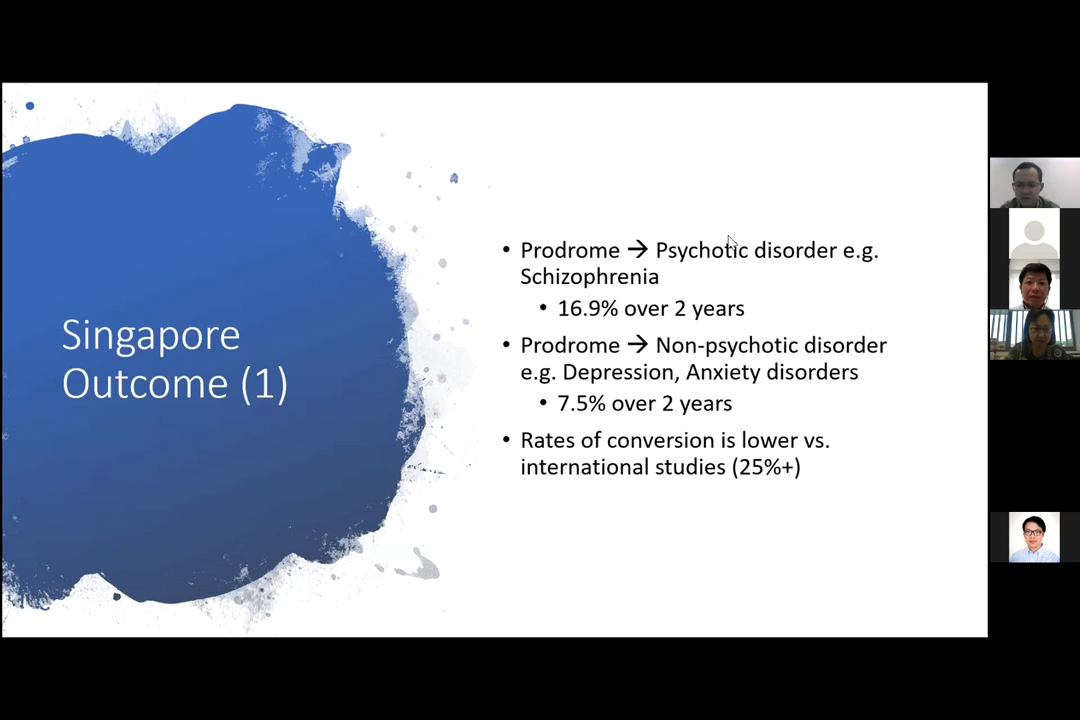 Singapore
Outcome (1)
• Prodrome → Psychotic disorder e.g.
Schizophrenia
• 16.9% over 2 years
• Prodrome → Non-psychotic disorder
e.g. Depression, Anxiety disorders
• 7.5% over 2 years
• Rates of conversion is lower vs.
international studies (25%+)